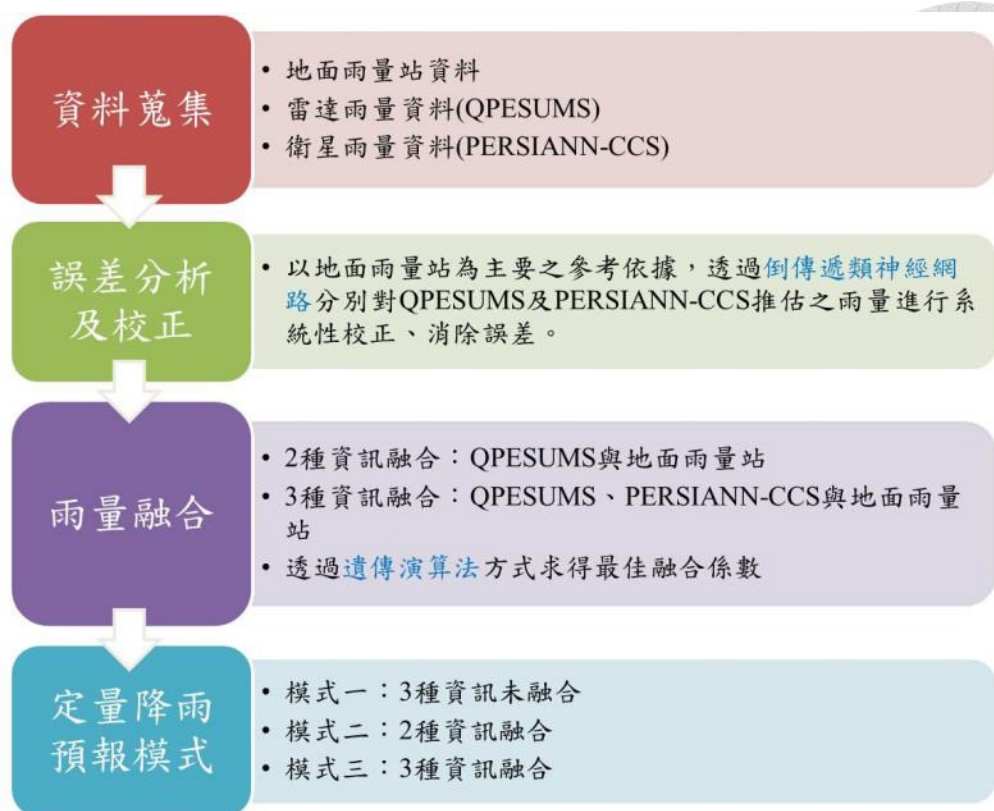 資料蒐集
• 地面雨量站資料
• 雷達雨量資料(QPESUMS)
• 衛星雨量資料(PERSIANN-CCS)
誤差分析
及校正
• 以地面雨量站為主要之參考依據，透過倒傳遞類神經網
路分別對QPESUMS及PERSIANN-CCS推估之雨量進行系
統性校正、消除誤差。
雨量融合
• 2種資訊融合：QPESUMS與地面雨量站
• 3種資訊融合：QPESUMS、PERSIANN-CCS與地面雨量
站
• 透過遺傳演算法方式求得最佳融合係數
定量降雨
預報模式
• 模式一：3種資訊未融合
• 模式二：2種資訊融合
• 模式三：3種資訊融合